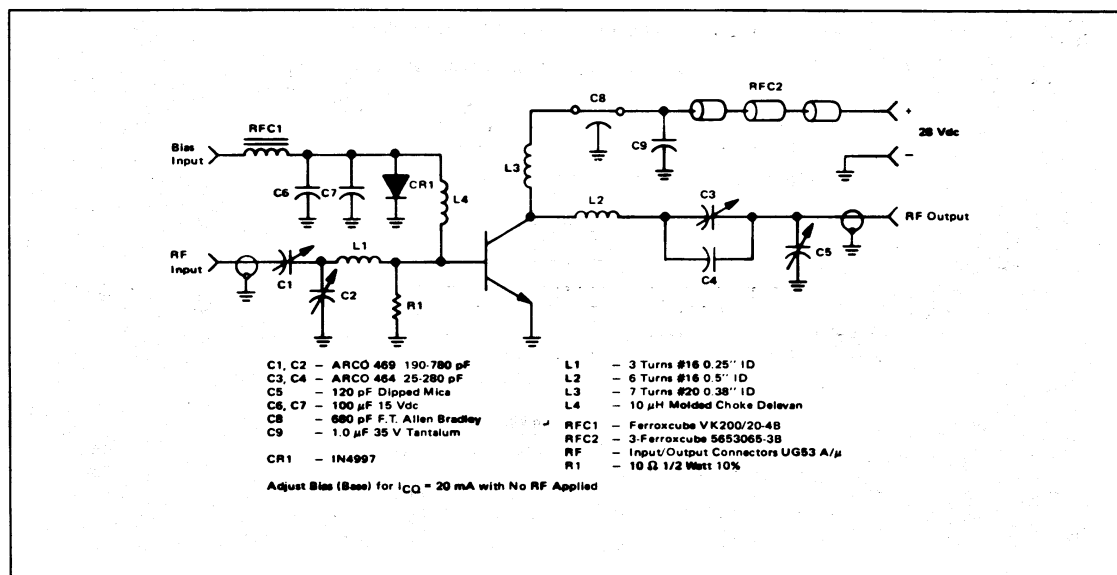 C8
RFC2
+
28 Vdc
−
RFC1
Bias
Input
C6
C7
CR1
L4
L3
C9
L2
C3
RF Output
C4
C5
RF
Input
C1
L1
C2
R1
C1, C2 – ARCO 469 190-780 pF
C3, C4 – ARCO 464 25-280 pF
C5 – 120 pF Dipped Mica
C6, C7 – 100 μF 15 Vdc
C8 – 680 pF F.T. Allen Bradley
C9 – 1.0 μF 35 V Tantalum
CR1 – IN4997
L1 – 3 Turns #16 0.25" ID
L2 – 6 Turns #16 0.5" ID
L3 – 7 Turns #20 0.38" ID
L4 – 10 μH Molded Choke Delevan
RFC1 – Ferroxcube VK200/20-4B
RFC2 – 3-Ferroxcube 5653065-3B
RF – Input/Output Connectors UG53 A/μ
R1 – 10 Ω 1/2 Watt 10%
Adjust Bias (Base) for ICQ = 20 mA with No RF Applied